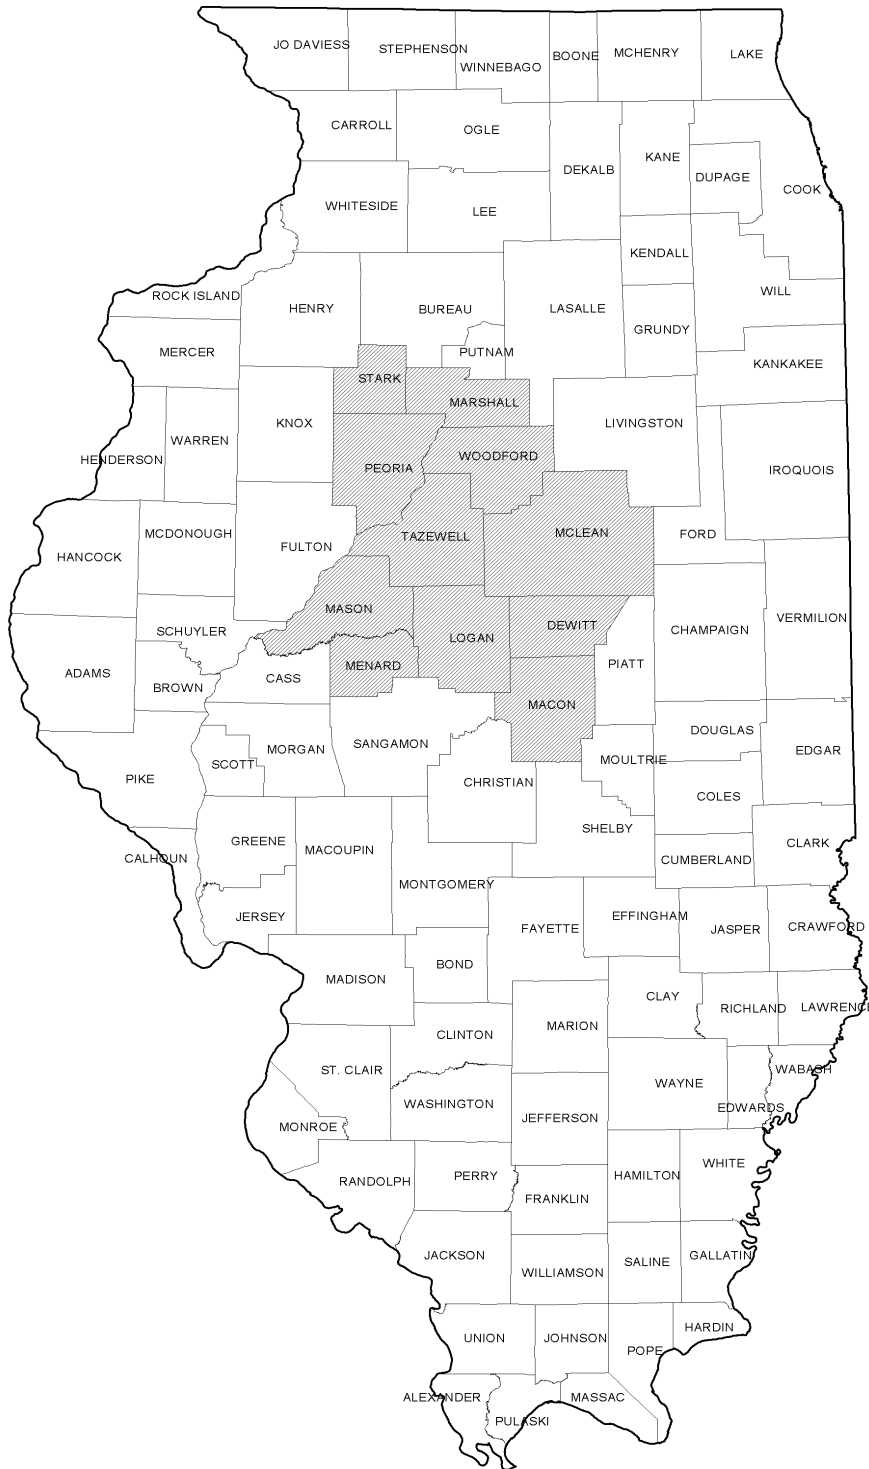 JO DAVIESS
STEPHENSON
WINNEBAGO
BOONE
MCHENRY
LAKE
CARROLL
OGLE
DEKALB
KANE
DUPAGE
COOK
WHITESIDE
LEE
KENDALL
ROCK ISLAND
HENRY
BUREAU
LASALLE
WILL
GRUNDY
MERCER
PUTNAM
KANKAKEE
STARK
MARSHALL
KNOX
LIVINGSTON
WARREN
HENDERSON
PEORIA
WOODFORD
IROQUOIS
MCDONOUGH
FULTON
TAZEWELL
MCLEAN
FORD
HANCOCK
MASON
VERMILION
SCHUYLER
LOGAN
DEWITT
CHAMPAIGN
ADAMS
BROWN
CASS
MENARD
PIATT
MACON
DOUGLAS
PIKE
SCOTT
MORGAN
SANGAMON
MOULTRIE
EDGAR
CHRISTIAN
COLES
SHELBY
CALHOUN
GREENE
MACOUPIN
CUMBERLAND
CLARK
MONTGOMERY
JERSEY
FAYETTE
EFFINGHAM
JASPER
CRAWFORD
MADISON
BOND
CLAY
RICHLAND
LAWRENC
CLINTON
MARION
ST. CLAIR
WAYNE
WABASH
WASHINGTON
JEFFERSON
EDWARDS
MONROE
RANDOLPH
PERRY
FRANKLIN
HAMILTON
WHITE
JACKSON
WILLIAMSON
SALINE
GALLATIN
UNION
JOHNSON
POPE
HARDIN
ALEXANDER
PULASKI
MASSAC